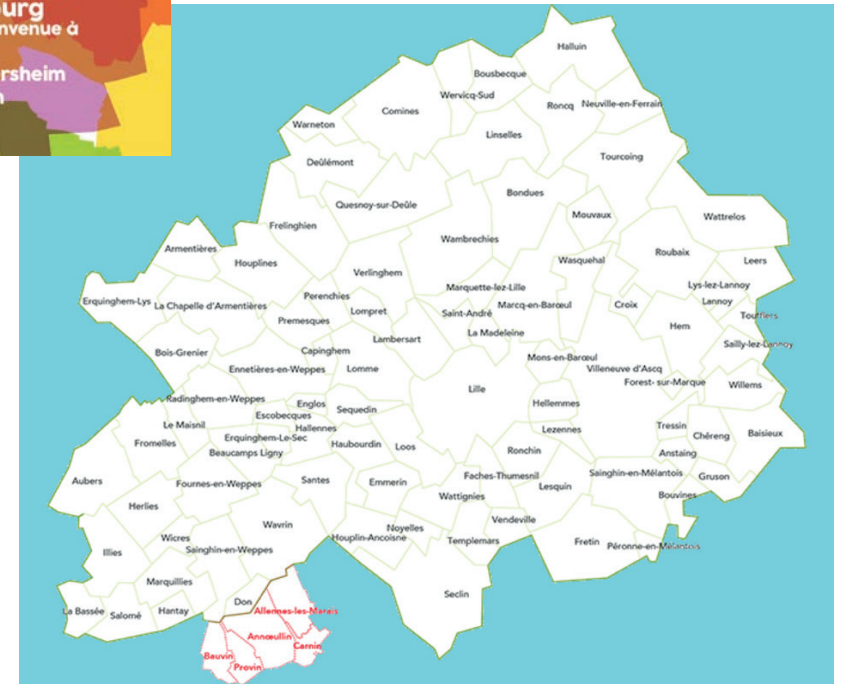 nvenue à
rsheim
Halluin
Bousbecque
Wervicq-Sud
Roncq
Neuville-en-Ferrain
Comines
Warneton
Linselles
Tourcoing
Deûlémont
Bondues
Quesnoy-sur-Deûle
Mouvaux
Wattrelos
Frelinghien
Wambrechies
Armentières
Roubaix
Houplines
Wasquehal
Leers
Verlinghem
Marquette-lez-Lille
Lys-lez-Lannoy
Erquinghem-Lys
La Chapelle d'Armentières
Perenchies
Lompret
Saint-André
Marcq-en-Barœul
Croix
Lannoy
Toufflers
Premesques
Hem
La Madeleine
Lambersart
Sailly-lez-Lannoy
Bois-Grenier
Capinghem
Mons-en-Barœul
Ennetières-en-Weppes
Lomme
Villeneuve d'Ascq
Forest- sur-Marque
Willems
Lille
Radinghem-en-Weppes
Englos
Sequedin
Hellemmes
Escobecques
Le Maisnil
Hallennes
Lezennes
Tressin
Chéreng
Baisieux
Fromelles
Erquinghem-Le-Sec
Haubourdin
Loos
Ronchin
Anstaing
Beaucamps Ligny
Aubers
Fournes-en-Weppes
Santes
Emmerin
Faches-Thumesnil
Lesquin
Sainghin-en-Mélantois
Gruson
Wattignies
Bouvines
Herlies
Vendeville
Wavrin
Noyelles
Houplin-Ancoisne
Templemars
Fretin
Péronne-en-Mélantois
Wicres
Illies
Sainghin-en-Weppes
Marquillies
Seclin
La Bassée
Salomé
Hantay
Don
Allennes-les-Marais
Annœullin
Carnin
Bauvin
Provin